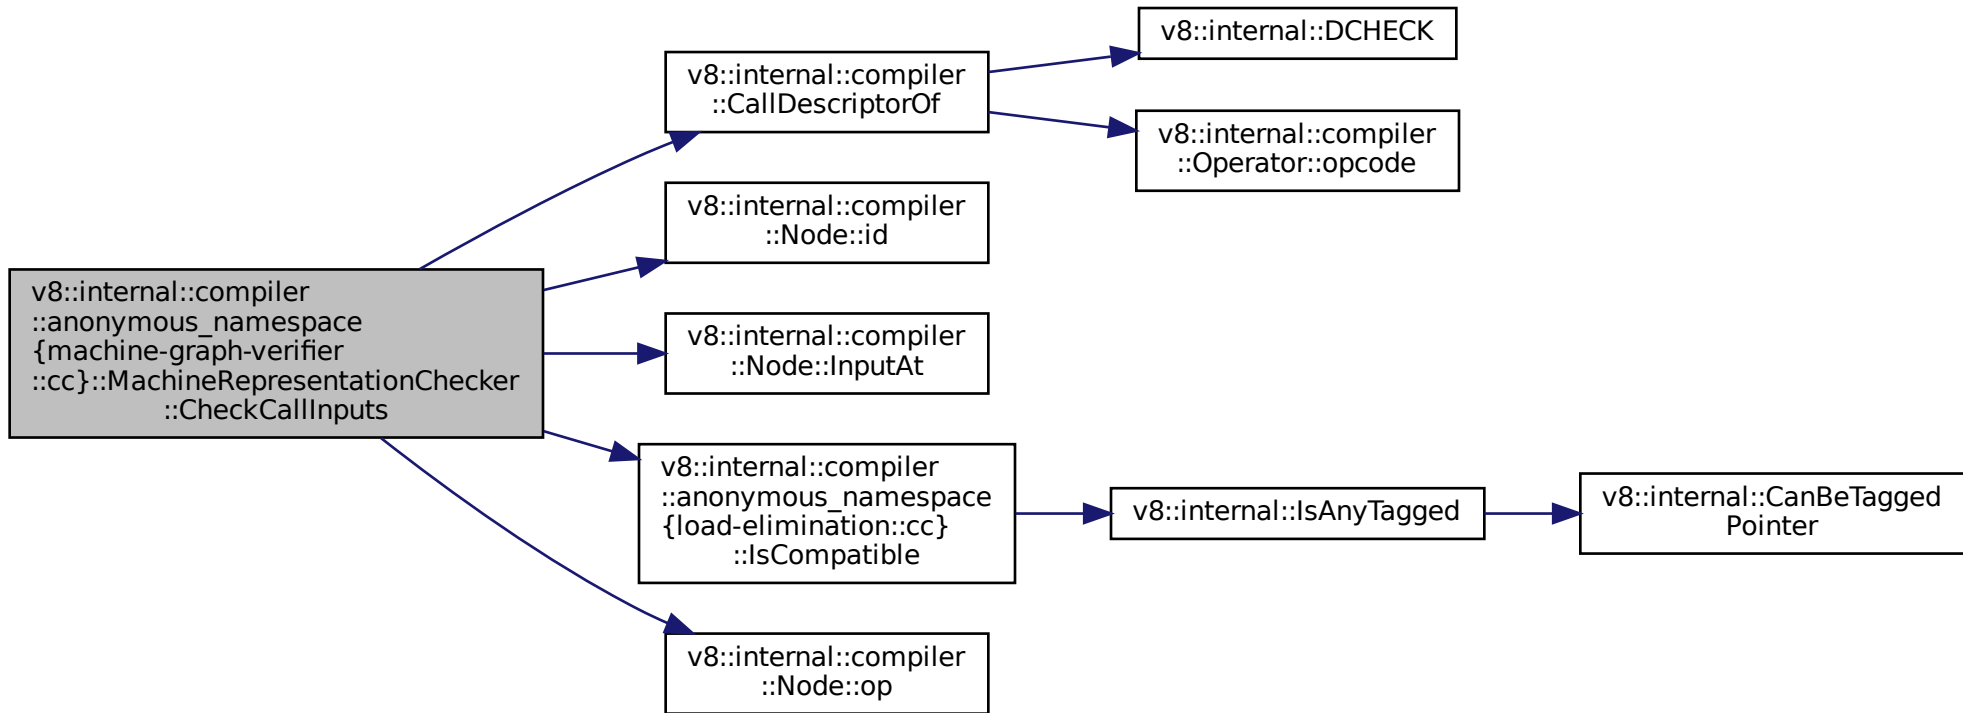 v8::internal::compiler
::anonymous_namespace
{machine-graph-verifier
::cc}::MachineRepresentationChecker
::CheckCallInputs
v8::internal::compiler
::CallDescriptorOf
v8::internal::DCHECK
v8::internal::compiler
::Operator::opcode
v8::internal::compiler
::Node::id
v8::internal::compiler
::Node::InputAt
v8::internal::compiler
::anonymous_namespace
{load-elimination::cc}
::IsCompatible
v8::internal::IsAnyTagged
v8::internal::CanBeTagged
Pointer
v8::internal::compiler
::Node::op